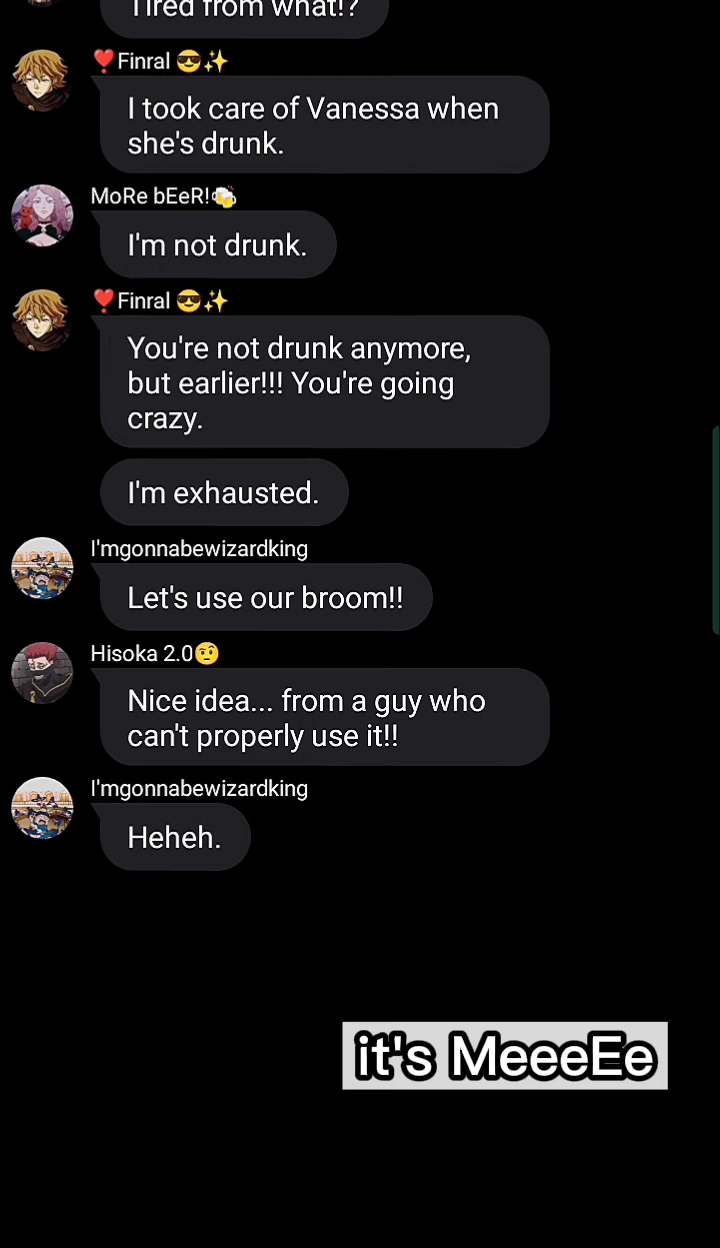 Tired from what!?
❤️Finral 😎✨
I took care of Vanessa when
she's drunk.
MoRe bEeR!🍻
I'm not drunk.
❤️Finral 😎✨
You're not drunk anymore,
but earlier!!! You're going
crazy.
I'm exhausted.
I'mgonnabewizardking
Let's use our broom!!
Hisoka 2.0🤨
Nice idea... from a guy who
can't properly use it!!
I'mgonnabewizardking
Heheh.
it's MeeeEe